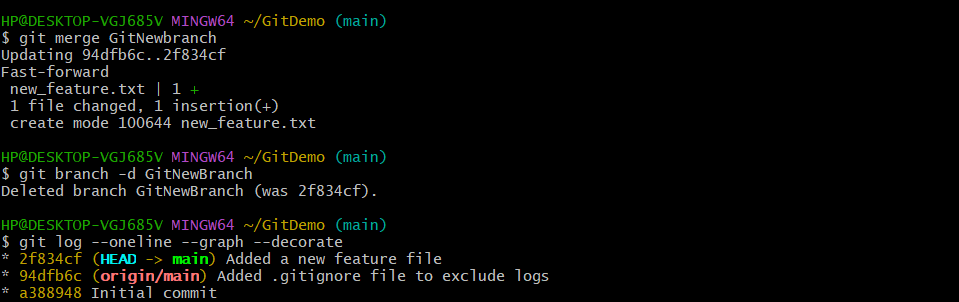 HP@DESKTOP-VGJ685V MINGW64 ~/GitDemo (main)
$ git merge GitNewbranch
Updating 94dfb6c..2f834cf
Fast-forward
 new_feature.txt | 1 +
 1 file changed, 1 insertion(+)
 create mode 100644 new_feature.txt
HP@DESKTOP-VGJ685V MINGW64 ~/GitDemo (main)
$ git branch -d GitNewBranch
Deleted branch GitNewBranch (was 2f834cf).
HP@DESKTOP-VGJ685V MINGW64 ~/GitDemo (main)
$ git log --oneline --graph --decorate
* 2f834cf (HEAD -> main) Added a new feature file
* 94dfb6c (origin/main) Added .gitignore file to exclude logs
* a388948 Initial commit